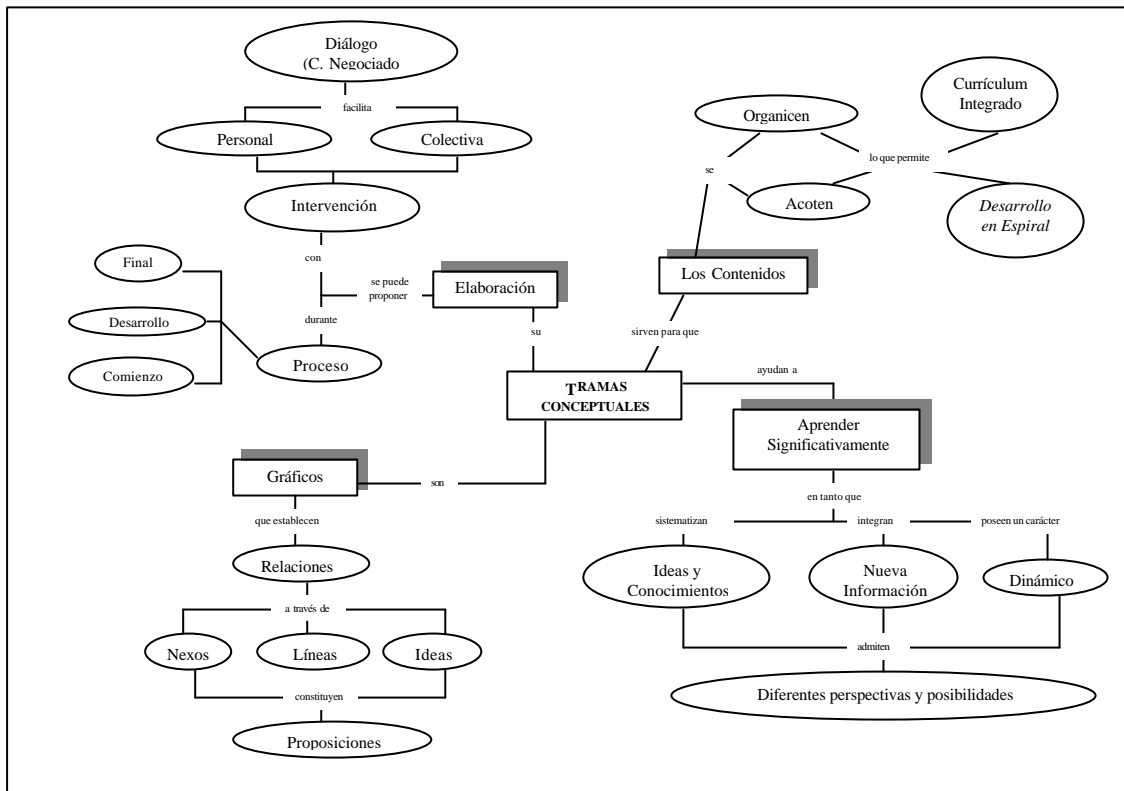 Diálogo
(C. Negociado
facilita
Personal
Colectiva
Intervención
con
se puede
proponer
Elaboración
durante
Final
Desarrollo
Comienzo
Proceso
su
Organicen
Currículum
Integrado
lo que permite
se
Acoten
Desarrollo
en Espiral
Los Contenidos
sirven para que
TRAMAS
CONCEPTUALES
ayudan a
Aprender
Significativamente
en tanto que
sistematizan
integran
poseen un carácter
Ideas y
Conocimientos
Nueva
Información
Dinámico
admiten
Diferentes perspectivas y posibilidades
son
Gráficos
que establecen
Relaciones
a través de
Nexos
Líneas
Ideas
constituyen
Proposiciones